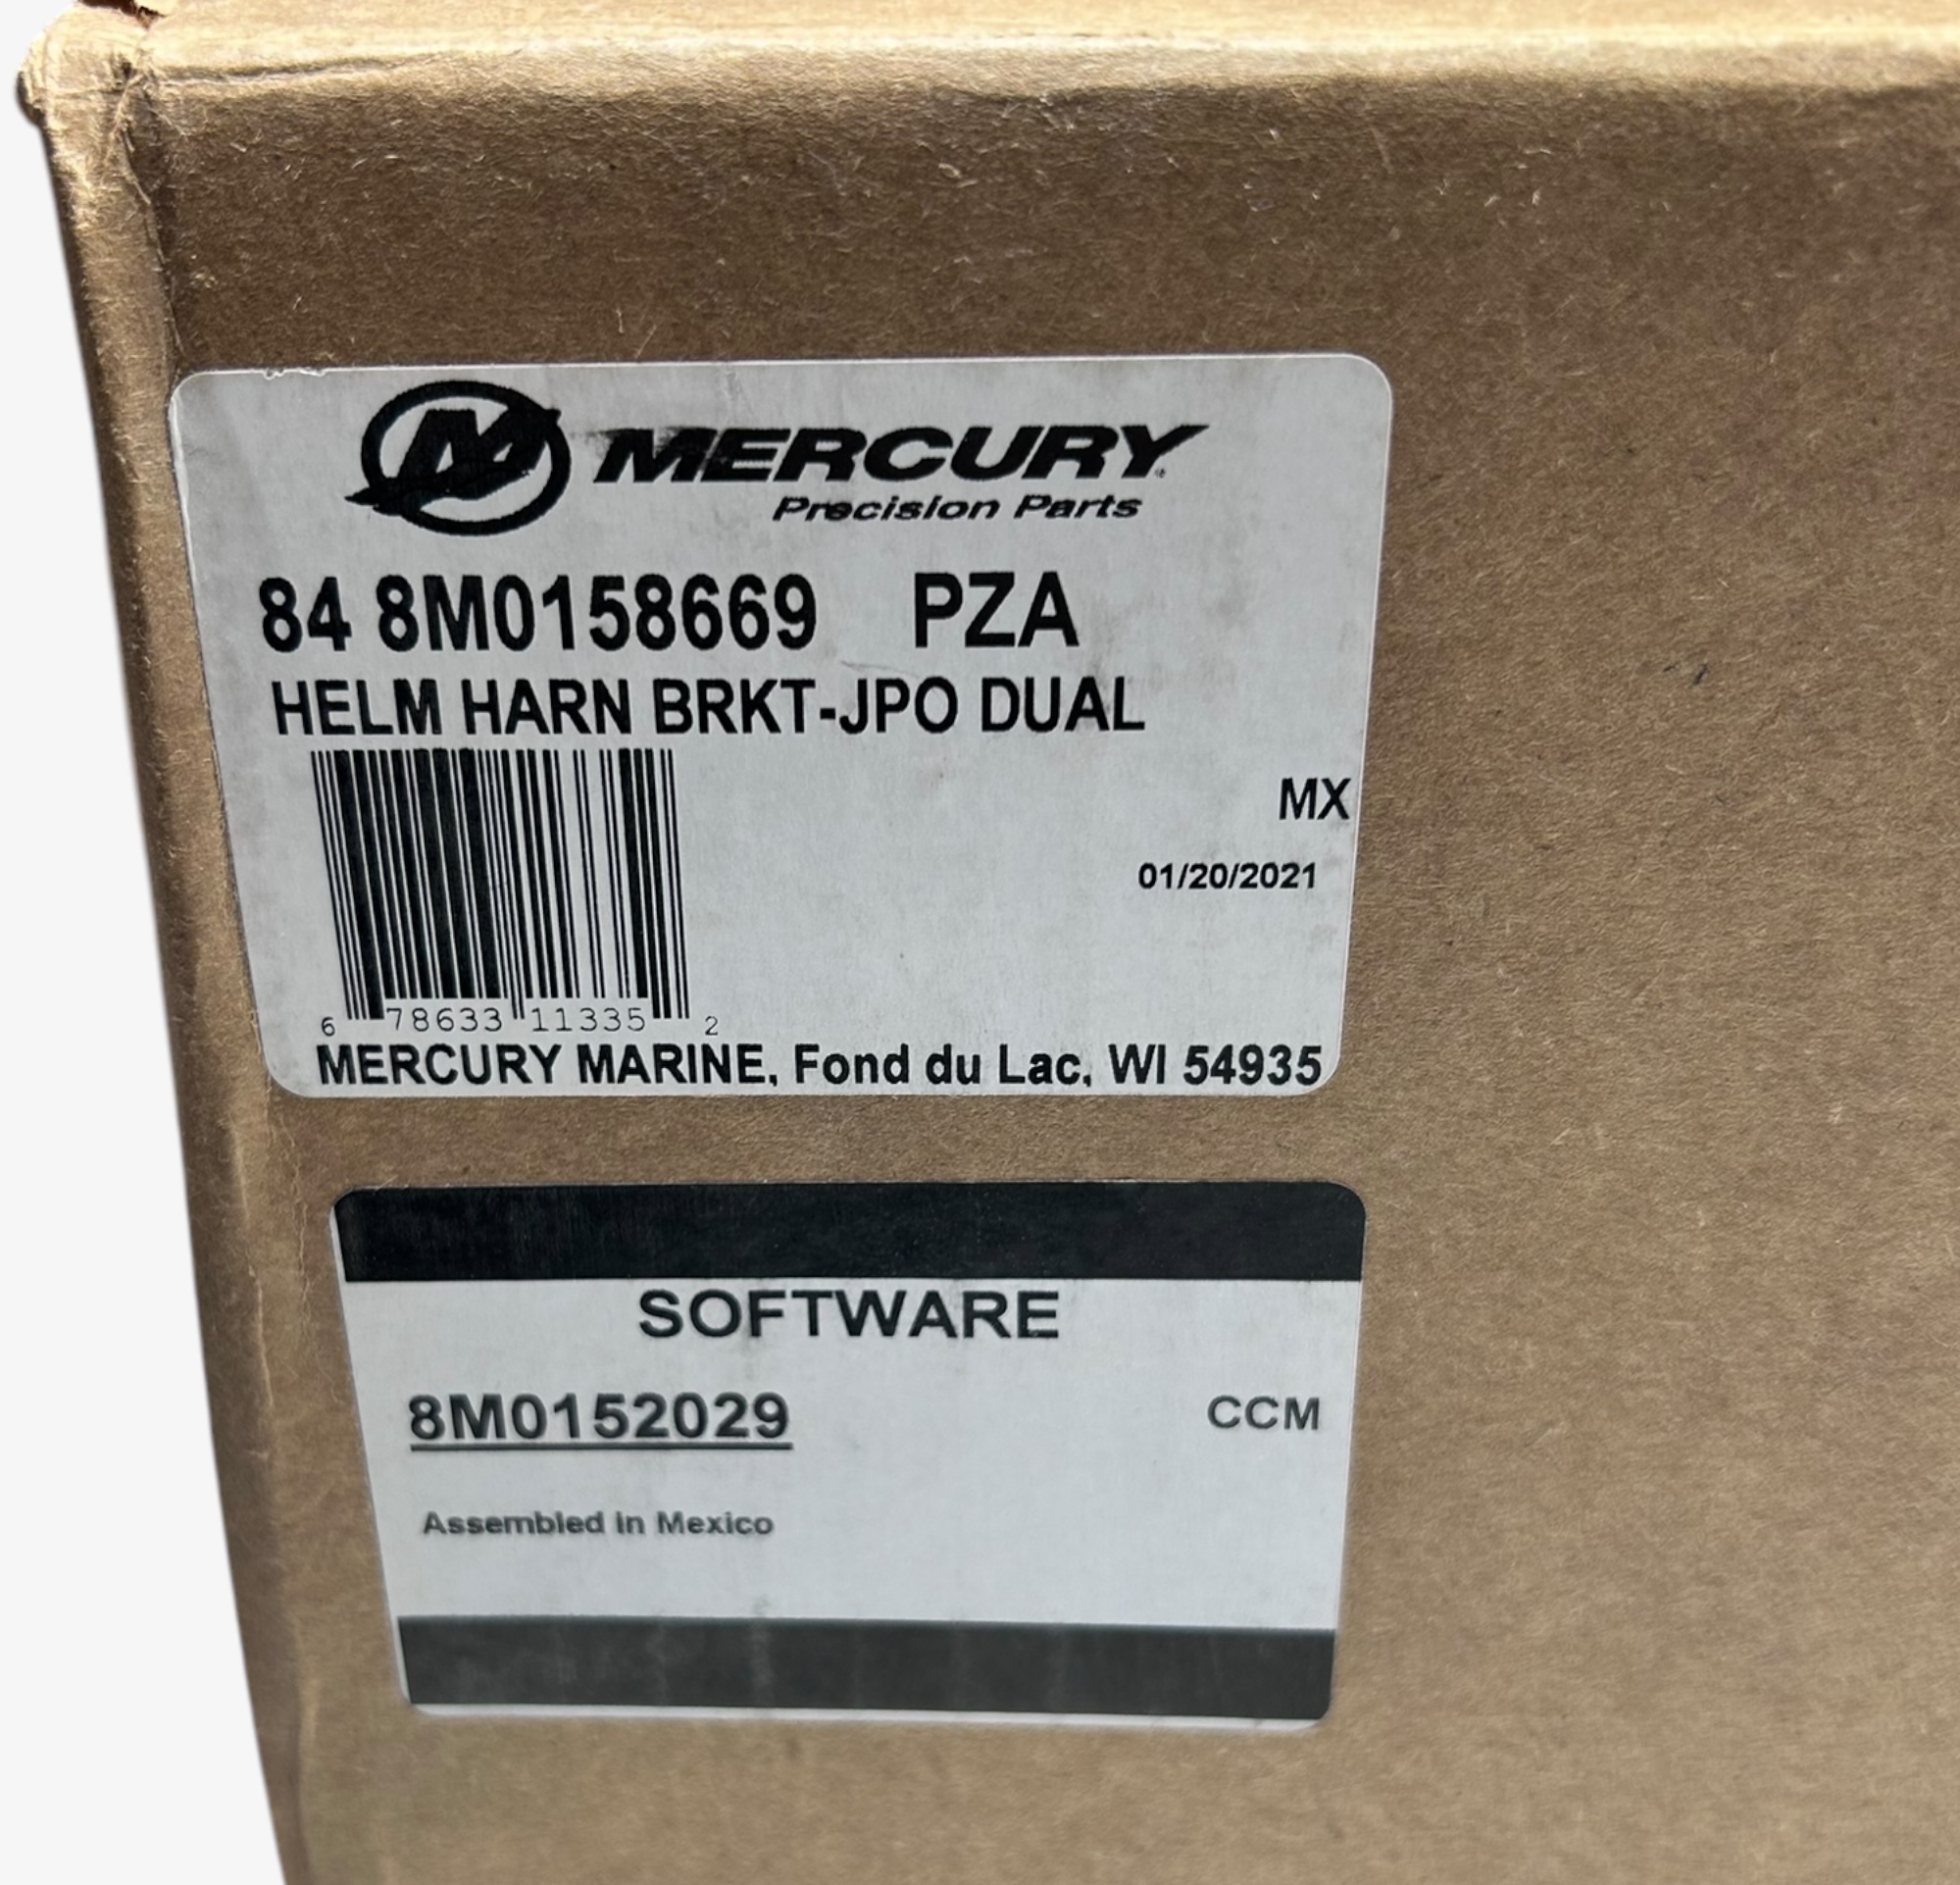 MERCURY
Precision Parts
84 8M0158669 PZA
HELM HARN BRKT-JPO DUAL
MX
01/20/2021
6 78633 11335 2
MERCURY MARINE, Fond du Lac, WI 54935
SOFTWARE
8M0152029 CCM
Assembled in Mexico